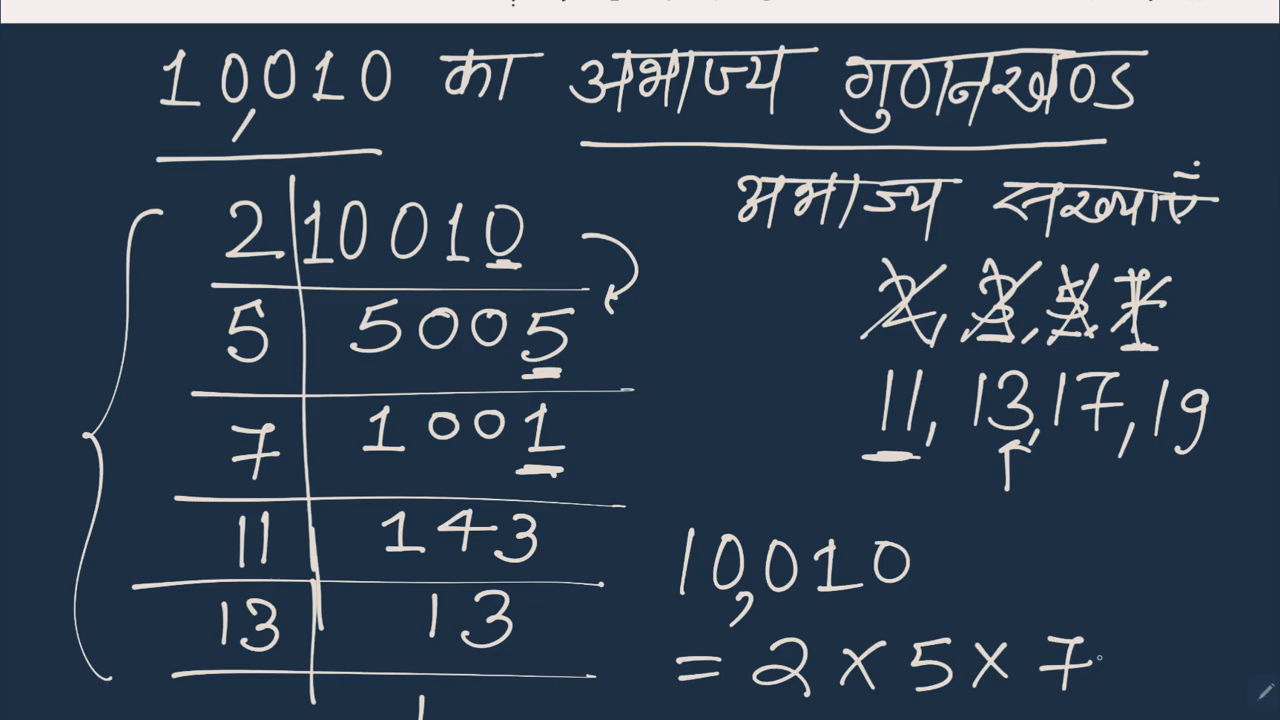 10,010 का अभाज्य गुणनखण्ड
2 10010
5 5005
7 1001
11 143
13 13
1
अभाज्य संख्याएँ
2, 3, 5, 7
11, 13, 17, 19
10,010
= 2 × 5 × 7